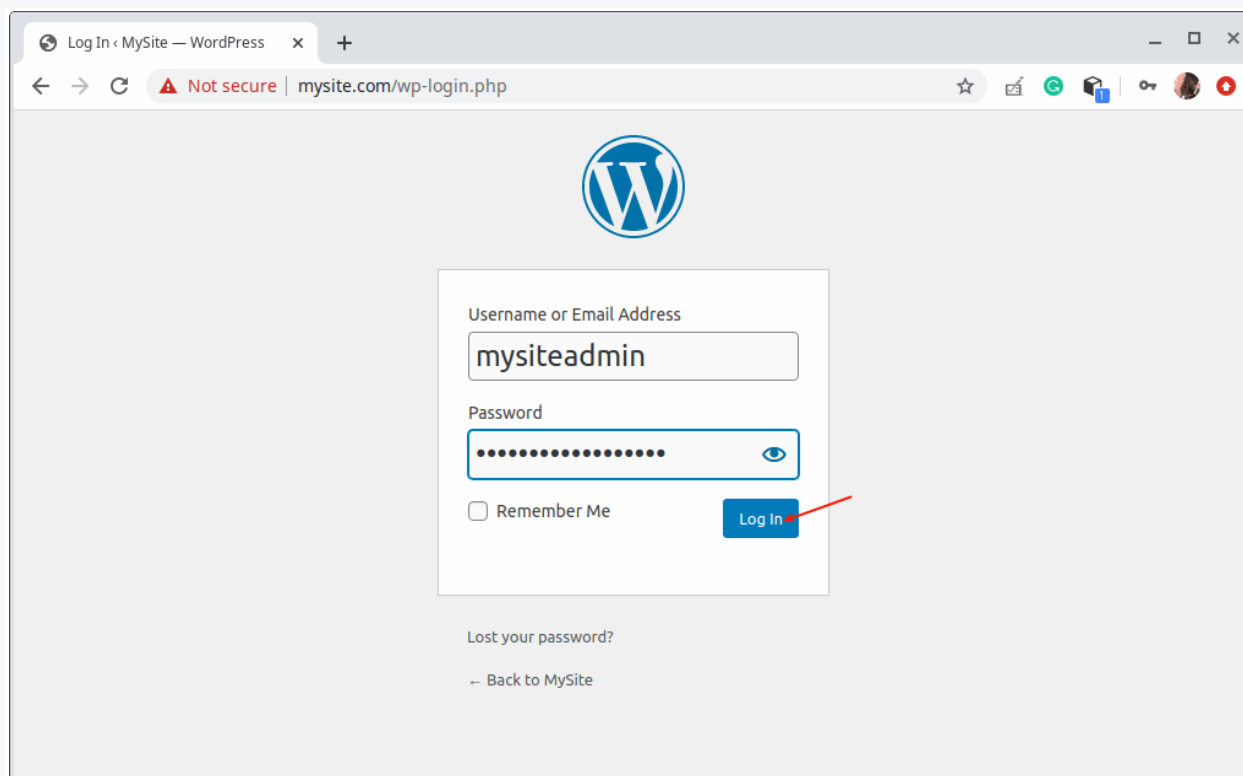 Log In ‹ MySite — WordPress
Not secure | mysite.com/wp-login.php
1
Username or Email Address
mysiteadmin
Password
••••••••••••••••••
Remember Me
Log In
Lost your password?
← Back to MySite